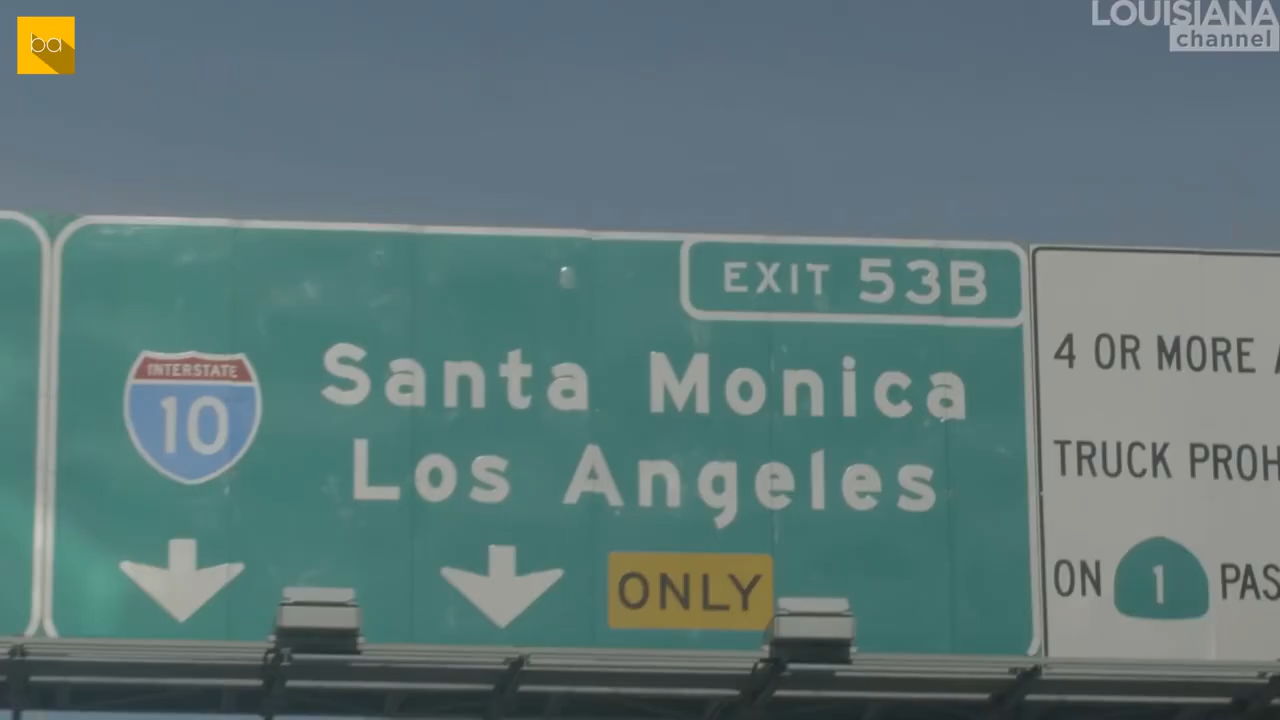 ba
LOUISIANA
channel
EXIT 53B
INTERSTATE
10
Santa Monica
Los Angeles
ONLY
4 OR MORE
TRUCK PROH
ON 1 PAS